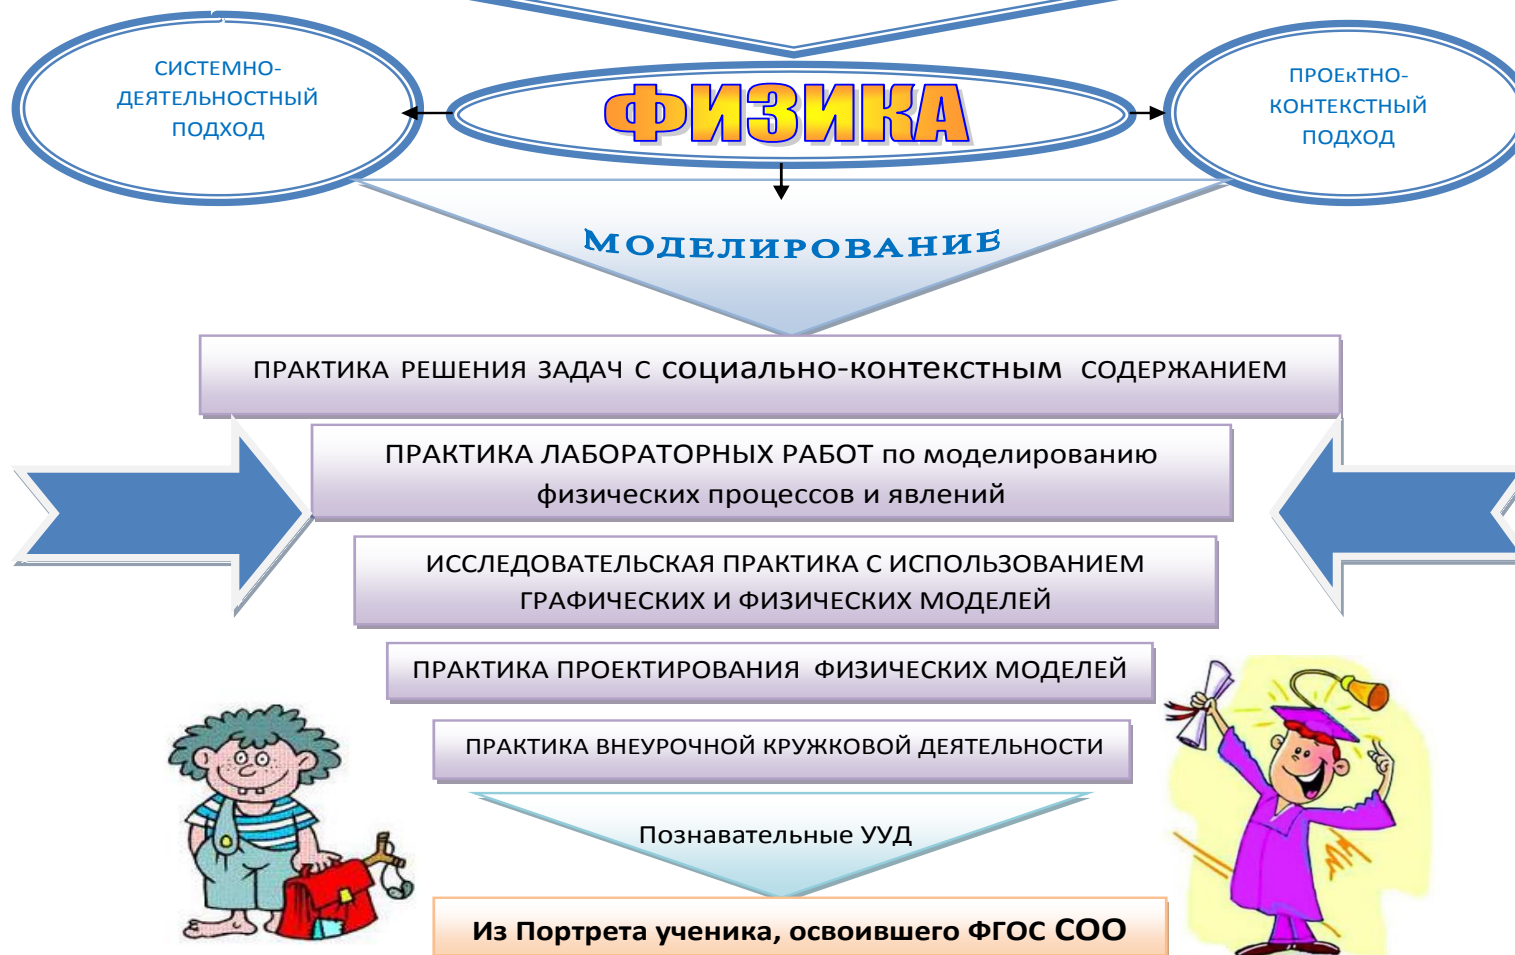 СИСТЕМНО-
ДЕЯТЕЛЬНОСТНЫЙ
ПОДХОД
ФИЗИКА
ПРОЕкТНО-
КОНТЕКСТНЫЙ
ПОДХОД
МОДЕЛИРОВАНИЕ
ПРАКТИКА РЕШЕНИЯ ЗАДАЧ С социально-контекстным СОДЕРЖАНИЕМ
ПРАКТИКА ЛАБОРАТОРНЫХ РАБОТ по моделированию
физических процессов и явлений
ИССЛЕДОВАТЕЛЬСКАЯ ПРАКТИКА С ИСПОЛЬЗОВАНИЕМ
ГРАФИЧЕСКИХ И ФИЗИЧЕСКИХ МОДЕЛЕЙ
ПРАКТИКА ПРОЕКТИРОВАНИЯ ФИЗИЧЕСКИХ МОДЕЛЕЙ
ПРАКТИКА ВНЕУРОЧНОЙ КРУЖКОВОЙ ДЕЯТЕЛЬНОСТИ
Познавательные УУД
Из Портрета ученика, освоившего ФГОС СОО